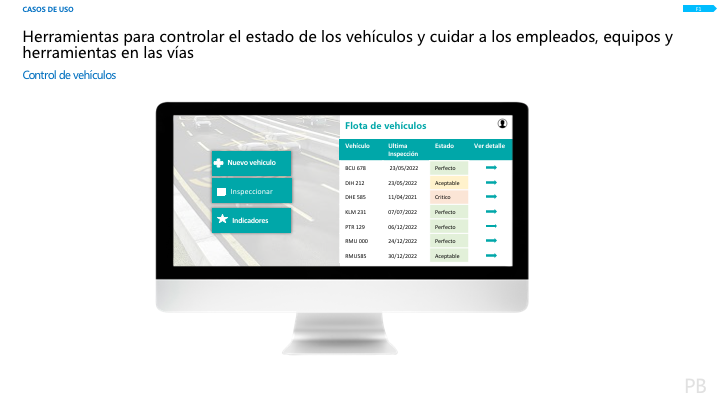 CASOS DE USO
Herramientas para controlar el estado de los vehículos y cuidar a los empleados, equipos y
herramientas en las vías
Control de vehículos
Flota de vehículos
Vehículo Ultima Inspección Estado Ver detalle
BCU 678 23/05/2022 Perfecto
DIH 212 23/05/2022 Aceptable
DHE 585 11/04/2021 Critico
KLM 231 07/07/2022 Perfecto
PTR 129 06/12/2022 Perfecto
RMU 000 24/12/2022 Perfecto
RMU585 30/12/2022 Aceptable
Nuevo vehículo
Inspeccionar
Indicadores
PB